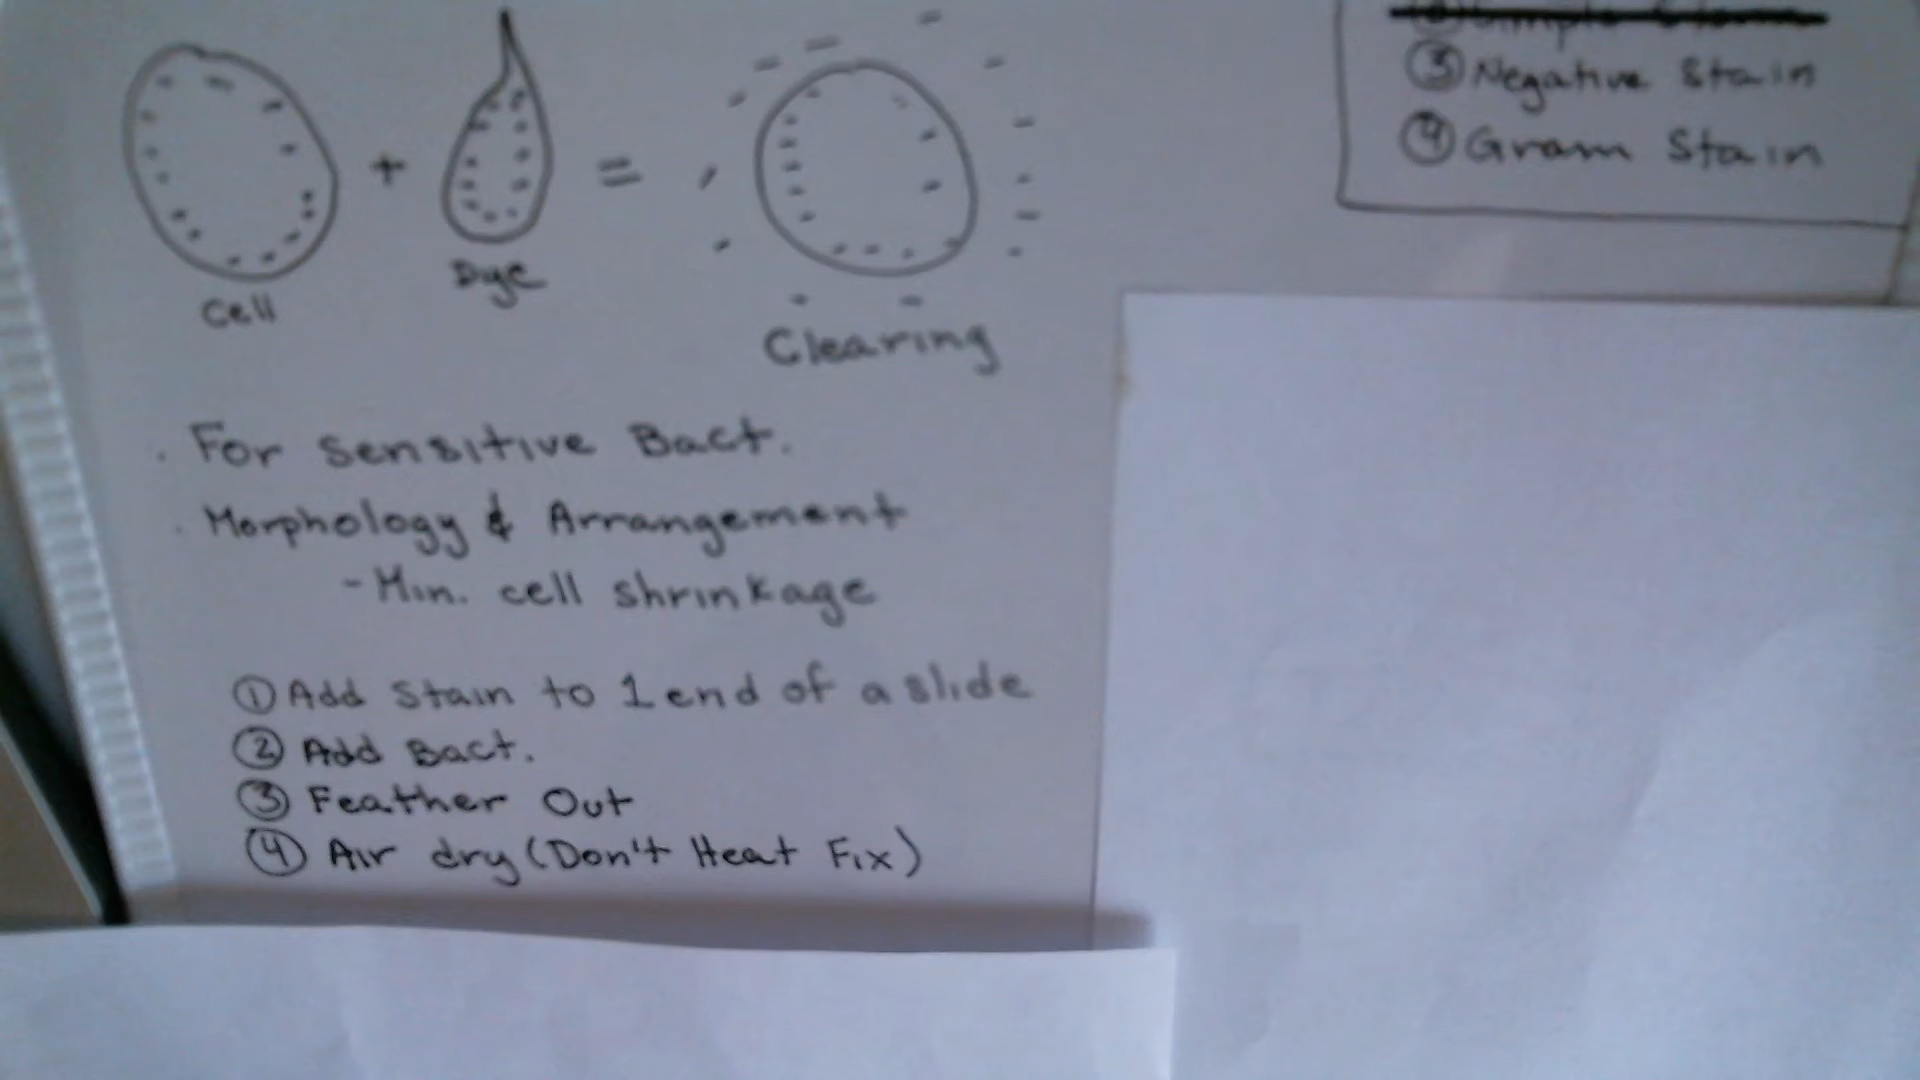 ③ Negative Stain
④ Gram Stain
+ =
Cell
Dye
Clearing
. For sensitive Bact.
. Morphology & Arrangement
- Min. cell shrinkage
① Add Stain to 1 end of a slide
② Add Bact.
③ Feather Out
④ Air dry (Don't Heat Fix)